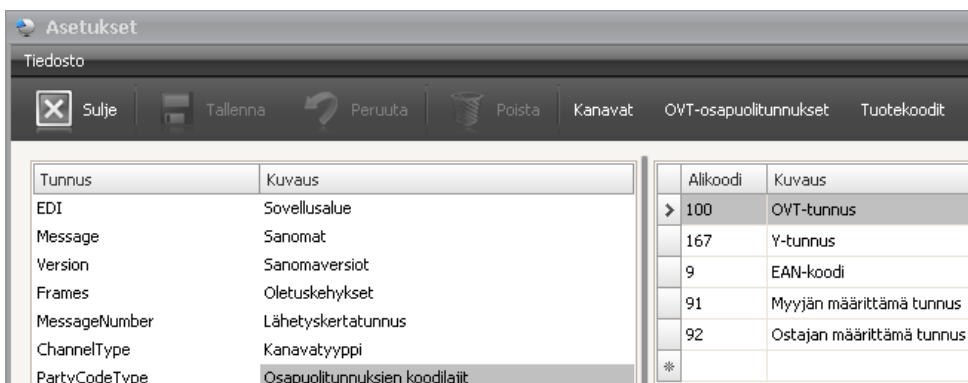 Asetukset
Tiedosto
Sulje Tallenna Peruuta Poista Kanavat OVT-osapuolitunnukset Tuotekoodit
Tunnus Kuvaus
EDI Sovellusalue
Message Sanomat
Version Sanomaversiot
Frames Oletuskehykset
MessageNumber Lähetyskertatunnus
ChannelType Kanavatyyppi
PartyCodeType Osapuolitunnuksien koodilajit
Alikoodi Kuvaus
100 OVT-tunnus
167 Y-tunnus
9 EAN-koodi
91 Myyjän määrittämä tunnus
92 Ostajan määrittämä tunnus